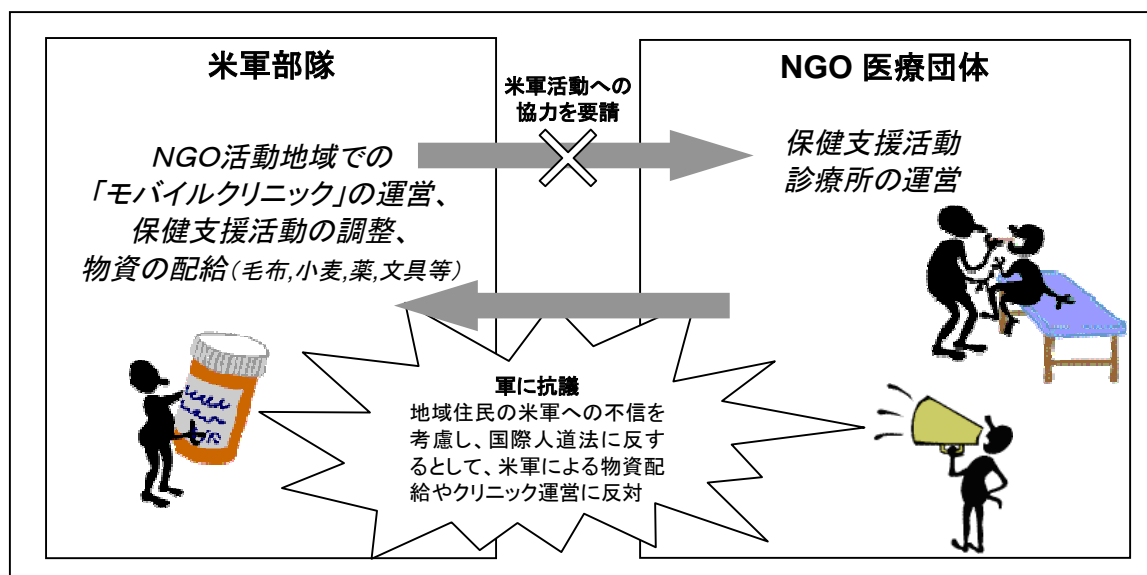 米軍部隊
NGO活動地域での
「モバイルクリニック」の運営、
保健支援活動の調整、
物資の配給(毛布,小麦,薬,文具等)
米軍活動への
協力を要請
NGO 医療団体
保健支援活動
診療所の運営
軍に抗議
地域住民の米軍への不信を
考慮し、国際人道法に反す
るとして、米軍による物資配
給やクリニック運営に反対